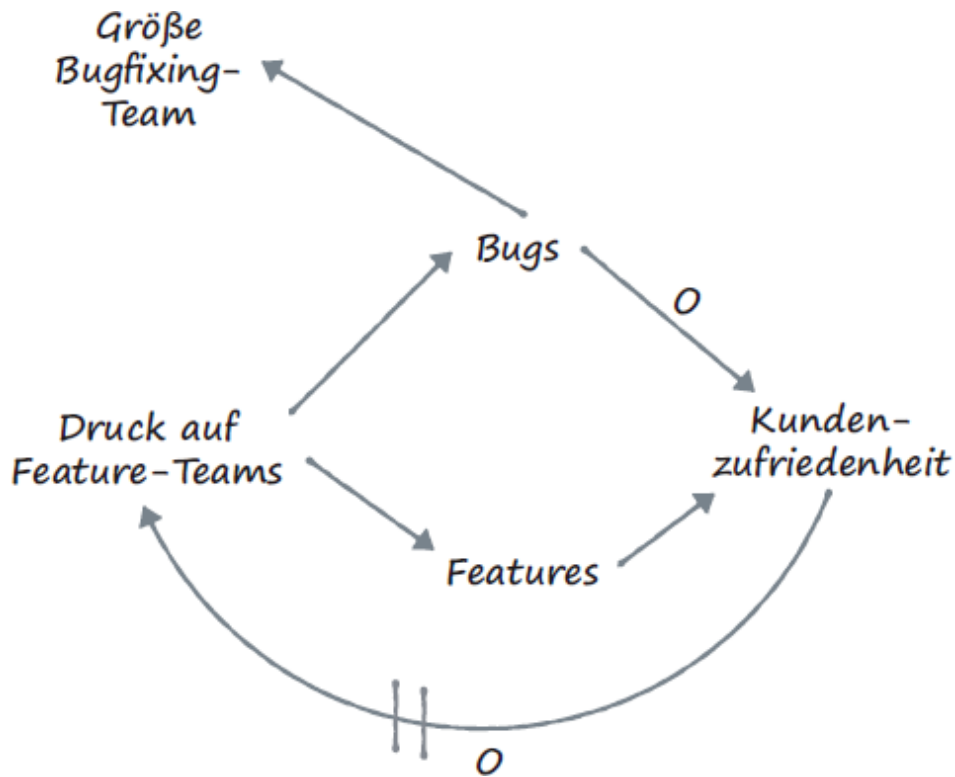 Größe
Bugfixing-
Team
Bugs
O
Druck auf
Feature-Teams
Kunden-
zufriedenheit
Features
O